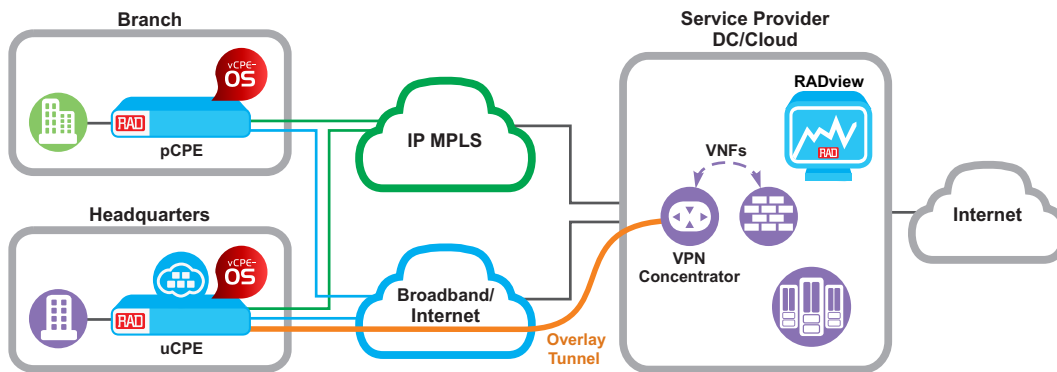 Branch
vCPE-
OS
RAD
pCPE
Headquarters
vCPE-
OS
RAD
uCPE
IP MPLS
Broadband/
Internet
Overlay
Tunnel
Service Provider
DC/Cloud
RADview
RAD
VNFs
VPN
Concentrator
Internet